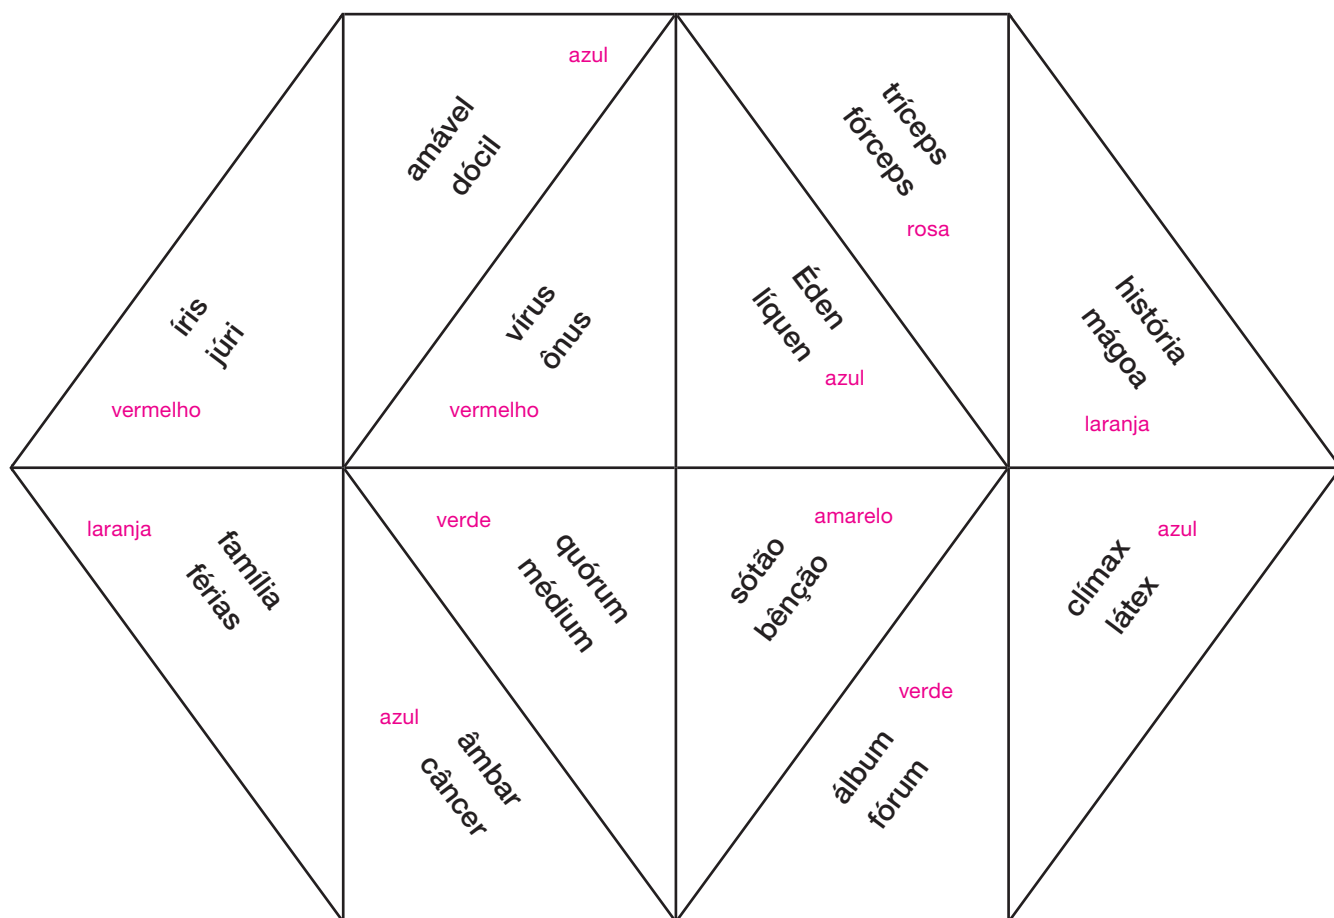 íris
júri
vermelho
azul
amável
dócil
vírus
ônus
vermelho
Éden
líquen
azul
tríceps
fórceps
rosa
história
mágoa
laranja
laranja
família
férias
azul
âmbar
câncer
verde
quórum
médium
amarelo
sótão
bênção
verde
álbum
fórum
azul
clímax
látex